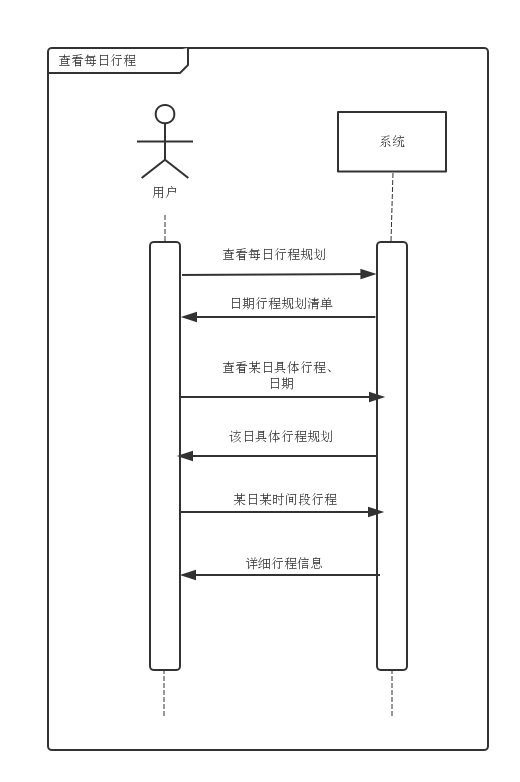 查看每日行程
系统
用户
查看每日行程规划
日期行程规划清单
查看某日具体行程、
日期
该日具体行程规划
某日某时间段行程
详细行程信息